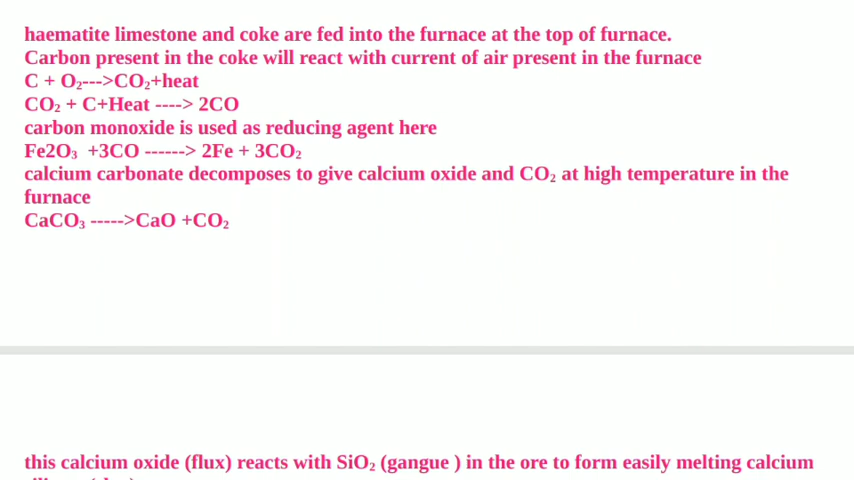 haematite limestone and coke are fed into the furnace at the top of furnace.
Carbon present in the coke will react with current of air present in the furnace
C + O₂--->CO₂+heat
CO₂ + C+Heat ----> 2CO
carbon monoxide is used as reducing agent here
Fe2O₃ +3CO ------> 2Fe + 3CO₂
calcium carbonate decomposes to give calcium oxide and CO₂ at high temperature in the
furnace
CaCO₃ ----->CaO +CO₂
this calcium oxide (flux) reacts with SiO₂ (gangue ) in the ore to form easily melting calcium